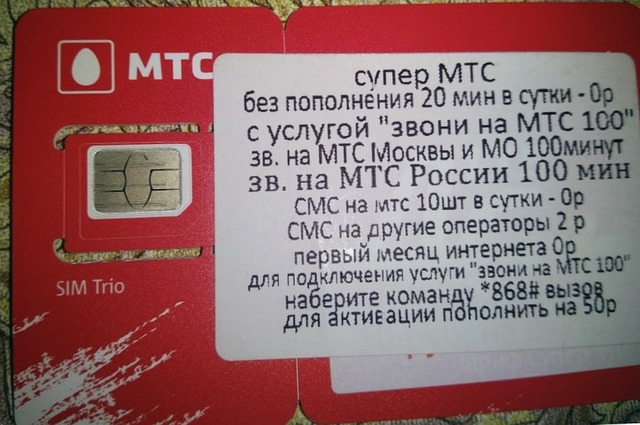 МТС
SIM Trio
супер МТС
без пополнения 20 мин в сутки - 0р
с услугой "звони на МТС 100"
зв. на МТС Москвы и МО 100минут
зв. на МТС России 100 мин
СМС на мтс 10шт в сутки - 0р
СМС на другие операторы 2 р
первый месяц интернета 0р
для подключения услуги "звони на МТС 100"
наберите команду *868# вызов
для активации пополнить на 50р